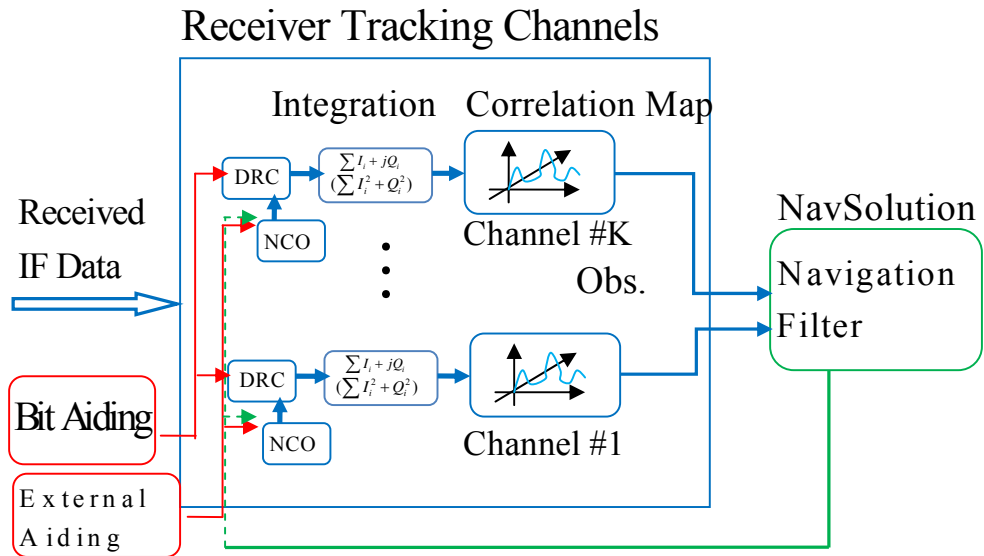 Receiver Tracking Channels
Integration
Correlation Map
DRC
∑ I_i + jQ_i
(∑ I_i^2 + Q_i^2)
NCO
Channel #K
Received
IF Data
Obs.
NavSolution
Navigation
Filter
DRC
∑ I_i + jQ_i
(∑ I_i^2 + Q_i^2)
NCO
Channel #1
Bit Aiding
External
Aiding